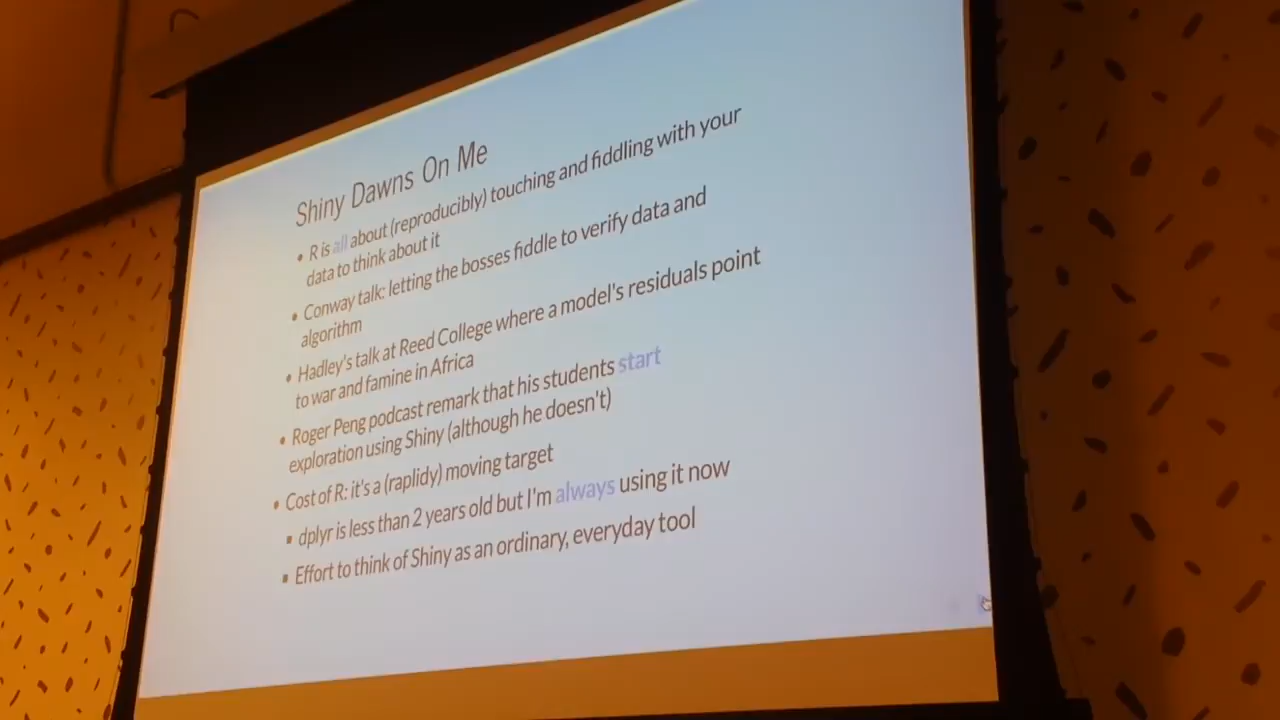 Shiny Dawns On Me
• R is all about (reproducibly) touching and fiddling with your
data to think about it
• Conway talk: letting the bosses fiddle to verify data and
algorithm
• Hadley's talk at Reed College where a model's residuals point
to war and famine in Africa
• Roger Peng podcast remark that his students start
exploration using Shiny (although he doesn't)
• Cost of R: it's a (raplidy) moving target
▪ dplyr is less than 2 years old but I'm always using it now
▪ Effort to think of Shiny as an ordinary, everyday tool